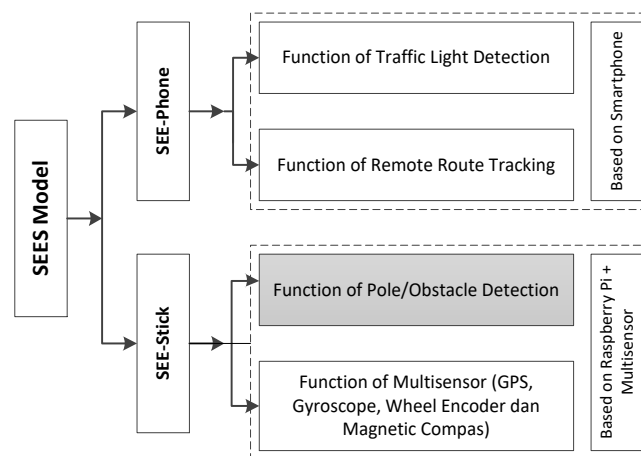 SEES Model
SEE-Phone
Function of Traffic Light Detection
Function of Remote Route Tracking
Based on Smartphone
SEE-Stick
Function of Pole/Obstacle Detection
Function of Multisensor (GPS,
Gyroscope, Wheel Encoder dan
Magnetic Compas)
Based on Raspberry Pi +
Multisensor